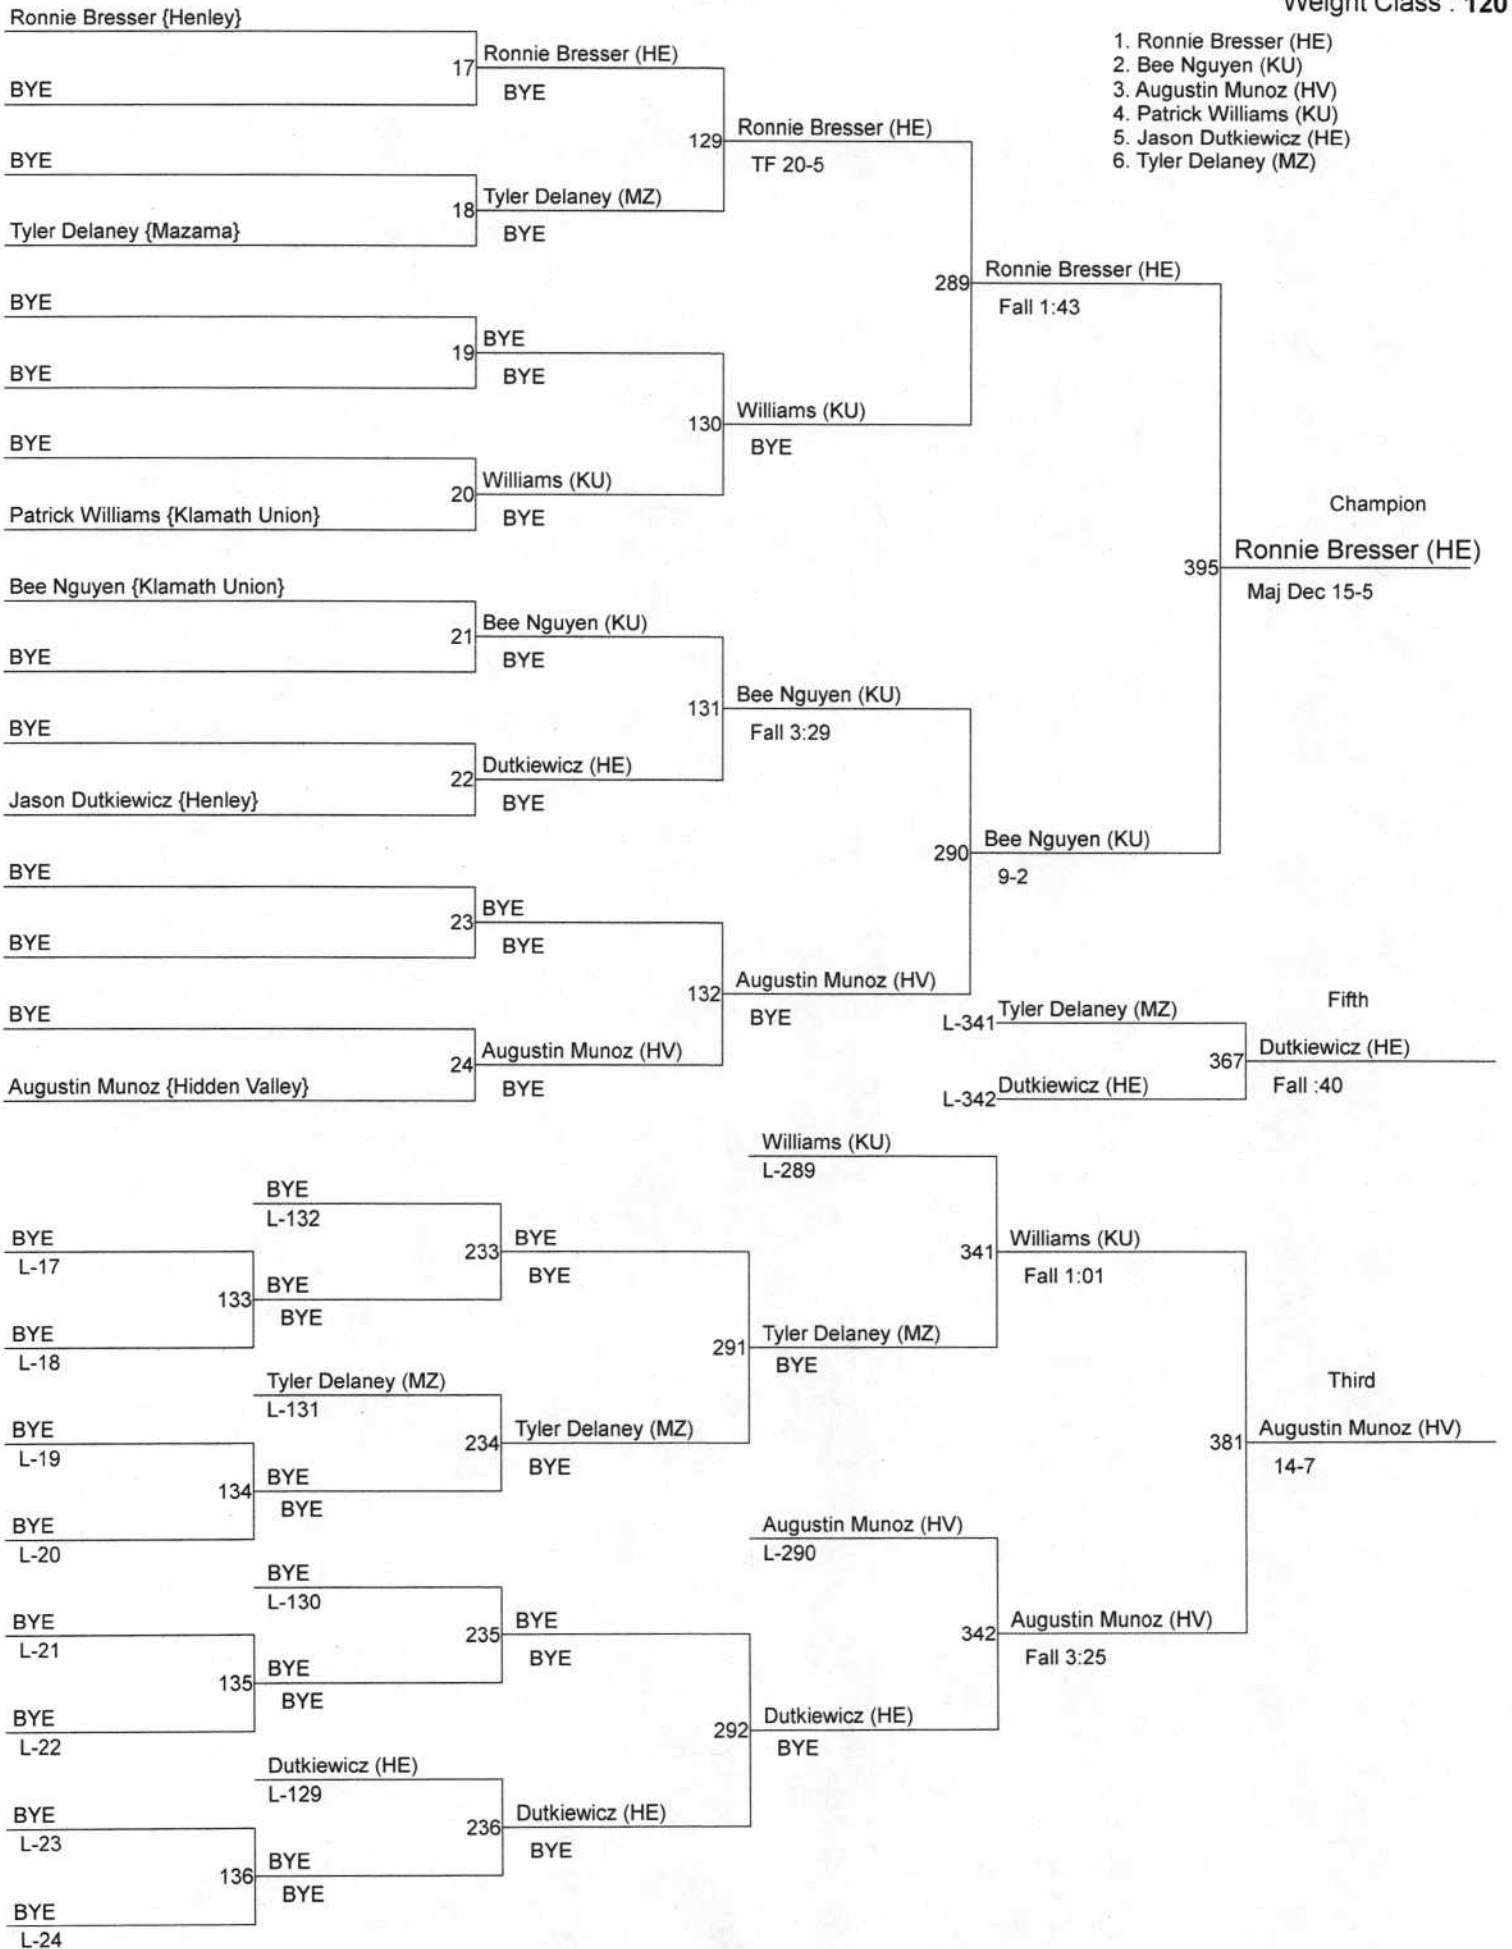 Weight Class : 120
1. Ronnie Bresser (HE)
2. Bee Nguyen (KU)
3. Augustin Munoz (HV)
4. Patrick Williams (KU)
5. Jason Dutkiewicz (HE)
6. Tyler Delaney (MZ)
Ronnie Bresser {Henley}
17 Ronnie Bresser (HE)
BYE
BYE
129 Ronnie Bresser (HE)
TF 20-5
BYE
18 Tyler Delaney (MZ)
BYE
Tyler Delaney {Mazama}
289 Ronnie Bresser (HE)
Fall 1:43
BYE
19 BYE
BYE
BYE
130 Williams (KU)
BYE
BYE
20 Williams (KU)
BYE
Patrick Williams {Klamath Union}
Champion
395 Ronnie Bresser (HE)
Maj Dec 15-5
Bee Nguyen {Klamath Union}
21 Bee Nguyen (KU)
BYE
BYE
131 Bee Nguyen (KU)
Fall 3:29
BYE
22 Dutkiewicz (HE)
BYE
Jason Dutkiewicz {Henley}
290 Bee Nguyen (KU)
9-2
BYE
23 BYE
BYE
BYE
132 Augustin Munoz (HV)
BYE
BYE
24 Augustin Munoz (HV)
BYE
Augustin Munoz {Hidden Valley}
Fifth
L-341 Tyler Delaney (MZ)
367 Dutkiewicz (HE)
Fall :40
L-342 Dutkiewicz (HE)
Williams (KU)
L-289
BYE
L-132
BYE
L-17
233 BYE
BYE
341 Williams (KU)
Fall 1:01
133 BYE
BYE
BYE
L-18
291 Tyler Delaney (MZ)
BYE
Tyler Delaney (MZ)
L-131
Third
BYE
L-19
234 Tyler Delaney (MZ)
BYE
381 Augustin Munoz (HV)
14-7
134 BYE
BYE
BYE
L-20
Augustin Munoz (HV)
L-290
BYE
L-130
BYE
L-21
235 BYE
BYE
342 Augustin Munoz (HV)
Fall 3:25
135 BYE
BYE
BYE
L-22
292 Dutkiewicz (HE)
BYE
Dutkiewicz (HE)
L-129
BYE
L-23
236 Dutkiewicz (HE)
BYE
136 BYE
BYE
BYE
L-24